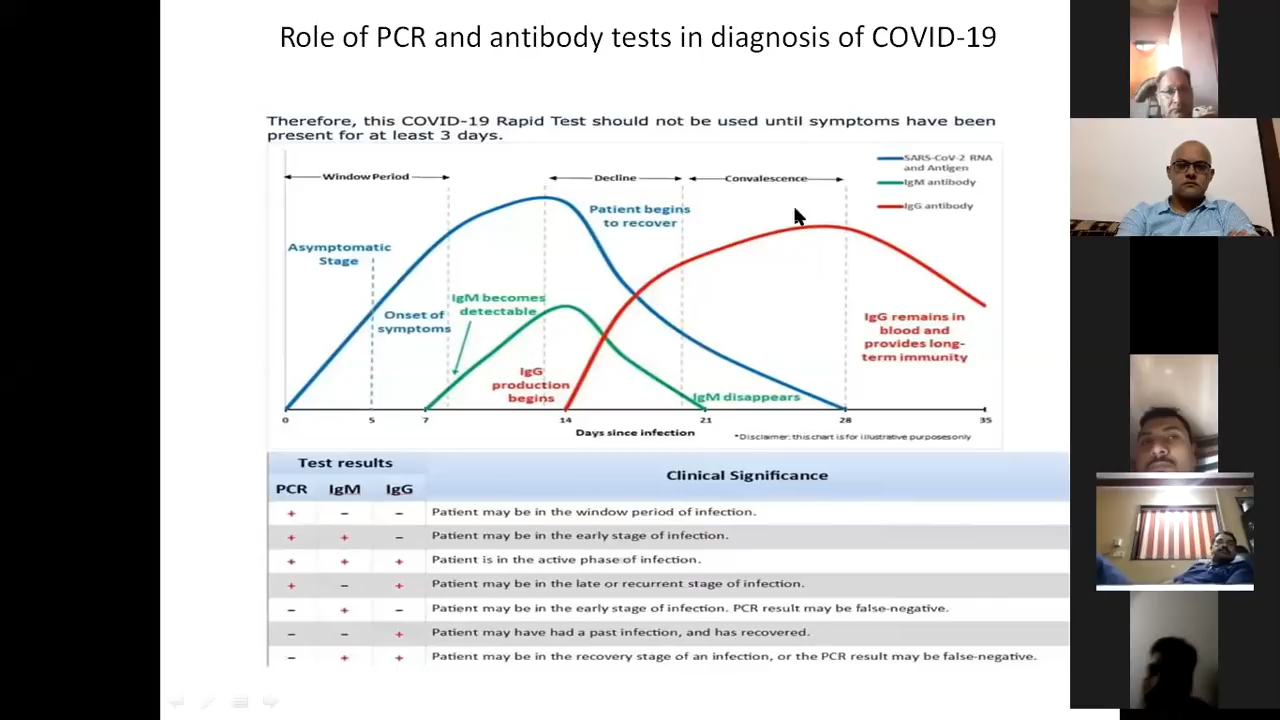 Role of PCR and antibody tests in diagnosis of COVID-19
Therefore, this COVID-19 Rapid Test should not be used until symptoms have been
present for at least 3 days.
SARS-CoV-2 RNA
and Antigen
IgM antibody
IgG antibody
Window Period
Decline
Convalescence
Patient begins
to recover
Asymptomatic
Stage
IgM becomes
detectable
Onset of
symptoms
IgG remains in
blood and
provides long-
term immunity
IgG
production
begins
IgM disappears
0 5 7 14 21 28 35
Days since infection
*Disclaimer: this chart is for illustrative purposes only
Test results
Clinical Significance
PCR IgM IgG
+ – – Patient may be in the window period of infection.
+ + – Patient may be in the early stage of infection.
+ + + Patient is in the active phase of infection.
+ – + Patient may be in the late or recurrent stage of infection.
– + – Patient may be in the early stage of infection. PCR result may be false-negative.
– – + Patient may have had a past infection, and has recovered.
– + + Patient may be in the recovery stage of an infection, or the PCR result may be false-negative.